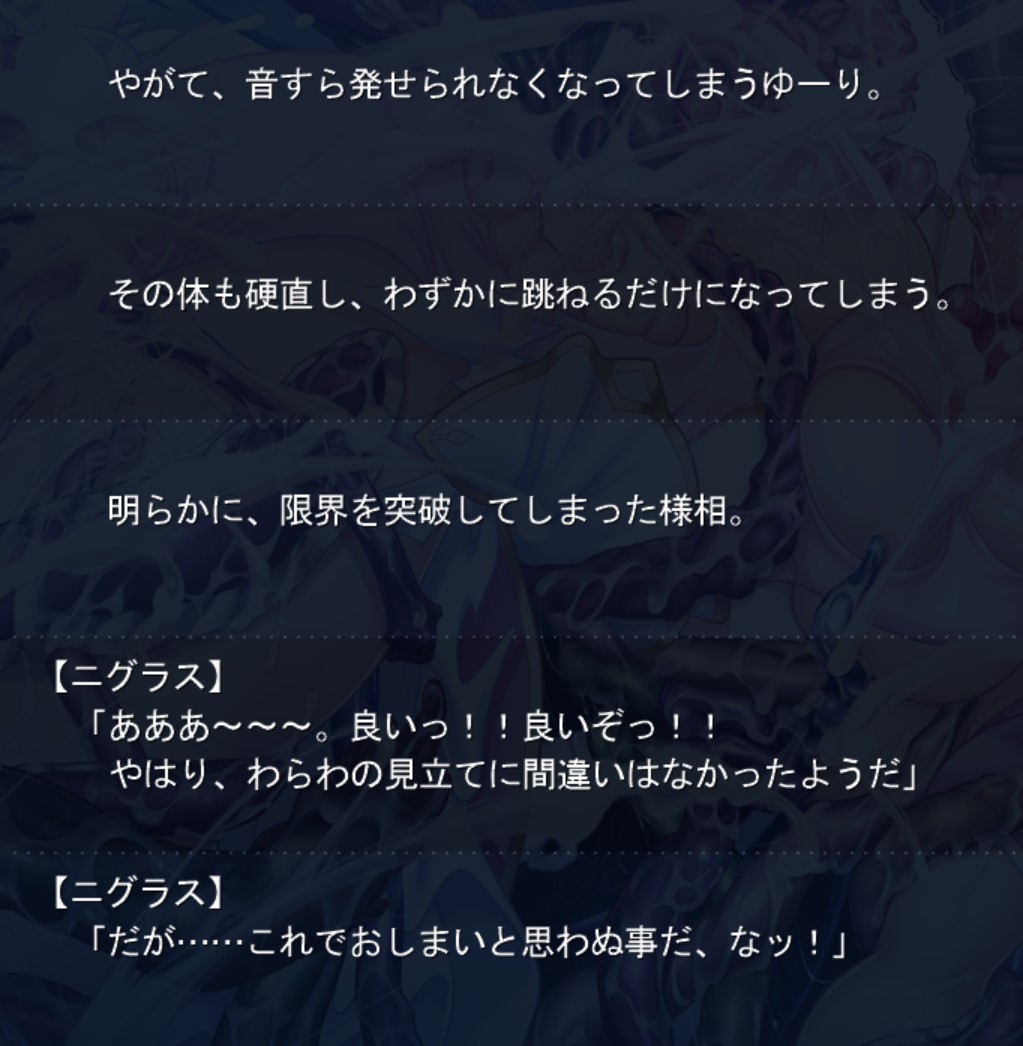 やがて、音すら発せられなくなってしまうゆーり。
その体も硬直し、わずかに跳ねるだけになってしまう。
明らかに、限界を突破してしまった様相。
【ニグラス】
「あああ～～～。良いっ！！良いぞっ！！
やはり、わらわの見立てに間違いはなかったようだ」
【ニグラス】
「だが……これでおしまいと思わぬ事だ、なッ！」